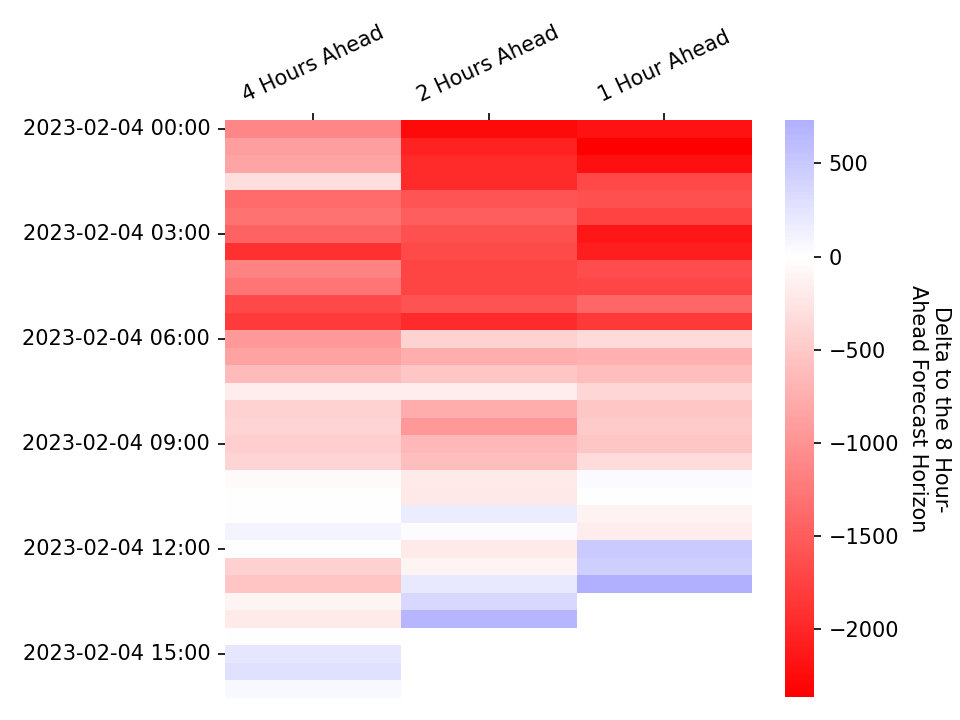 4 Hours Ahead
2 Hours Ahead
1 Hour Ahead
2023-02-04 00:00
2023-02-04 03:00
2023-02-04 06:00
2023-02-04 09:00
2023-02-04 12:00
2023-02-04 15:00
500
0
−500
−1000
−1500
−2000
Delta to the 8 Hour-
Ahead Forecast Horizon